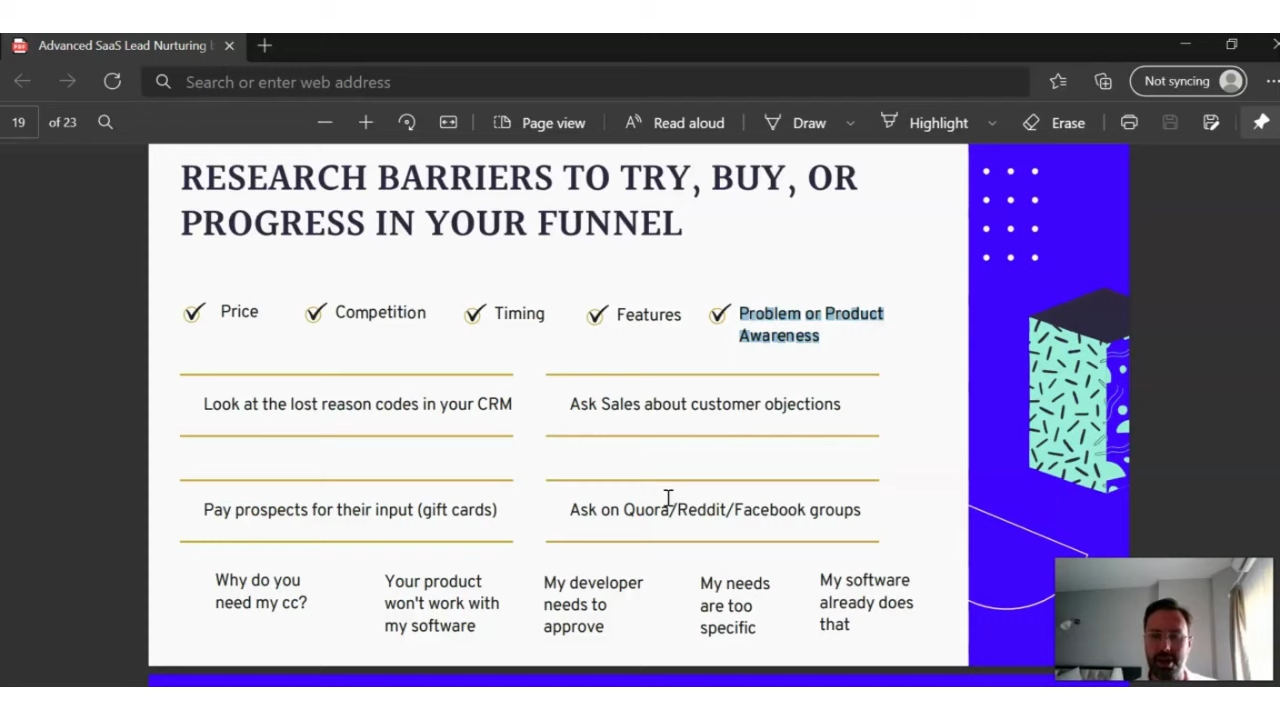 Advanced SaaS Lead Nurturing
Search or enter web address
Not syncing
19 of 23
Page view
Read aloud
Draw
Highlight
Erase
RESEARCH BARRIERS TO TRY, BUY, OR
PROGRESS IN YOUR FUNNEL
Price
Competition
Timing
Features
Problem or Product
Awareness
Look at the lost reason codes in your CRM
Ask Sales about customer objections
Pay prospects for their input (gift cards)
Ask on Quora/Reddit/Facebook groups
Why do you
need my cc?
Your product
won't work with
my software
My developer
needs to
approve
My needs
are too
specific
My software
already does
that